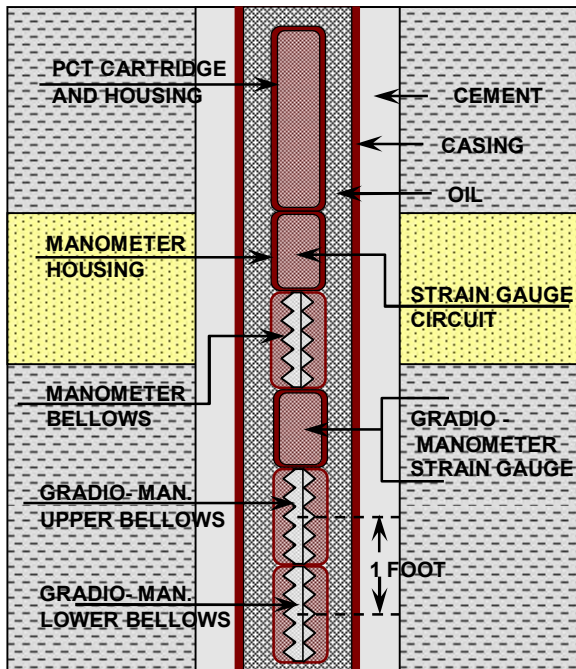 PCT CARTRIDGE
AND HOUSING
CEMENT
CASING
OIL
MANOMETER
HOUSING
STRAIN GAUGE
CIRCUIT
MANOMETER
BELLOWS
GRADIO -
MANOMETER
STRAIN GAUGE
GRADIO- MAN.
UPPER BELLOWS
1 FOOT
GRADIO- MAN.
LOWER BELLOWS